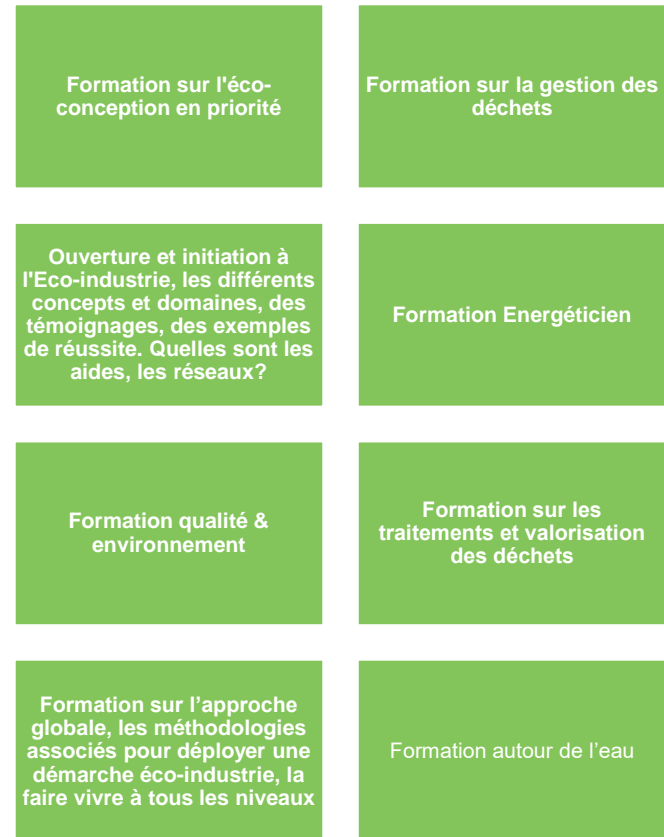 Formation sur l'éco-
conception en priorité
Formation sur la gestion des
déchets
Ouverture et initiation à
l'Eco-industrie, les différents
concepts et domaines, des
témoignages, des exemples
de réussite. Quelles sont les
aides, les réseaux?
Formation Energéticien
Formation qualité &
environnement
Formation sur les
traitements et valorisation
des déchets
Formation sur l’approche
globale, les méthodologies
associés pour déployer une
démarche éco-industrie, la
faire vivre à tous les niveaux
Formation autour de l’eau